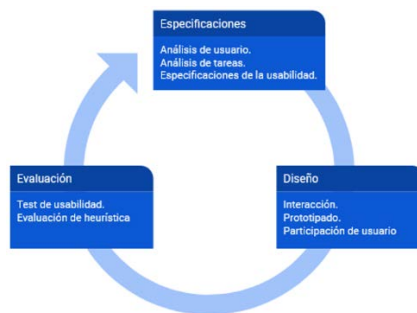 Especificaciones
Análisis de usuario.
Análisis de tareas.
Especificaciones de la usabilidad.
Evaluación
Test de usabilidad.
Evaluación de heurística
Diseño
Interacción.
Prototipado.
Participación de usuario